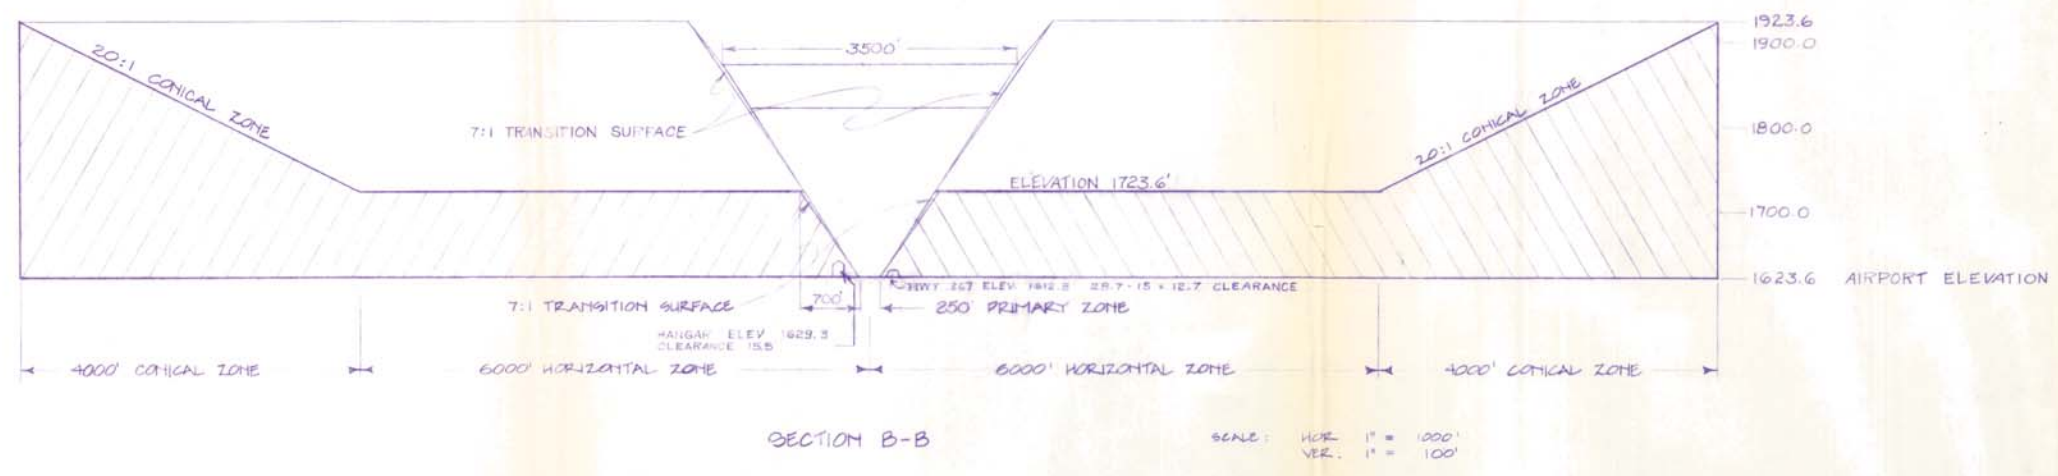 1923.6
1900.0
3500'
20:1 CONICAL ZONE
7:1 TRANSITION SURFACE
20:1 CONICAL ZONE
1800.0
ELEVATION 1723.6'
1700.0
1623.6 AIRPORT ELEVATION
HWY 267 ELEV. 1612.8 28.7 - 15 = 12.7 CLEARANCE
7:1 TRANSITION SURFACE
700'
250' PRIMARY ZONE
HANGAR ELEV 1629.3
CLEARANCE 15.5
4000' CONICAL ZONE
6000' HORIZONTAL ZONE
6000' HORIZONTAL ZONE
4000' CONICAL ZONE
SECTION B-B
SCALE: HOR 1" = 1000'
VER. 1" = 100'